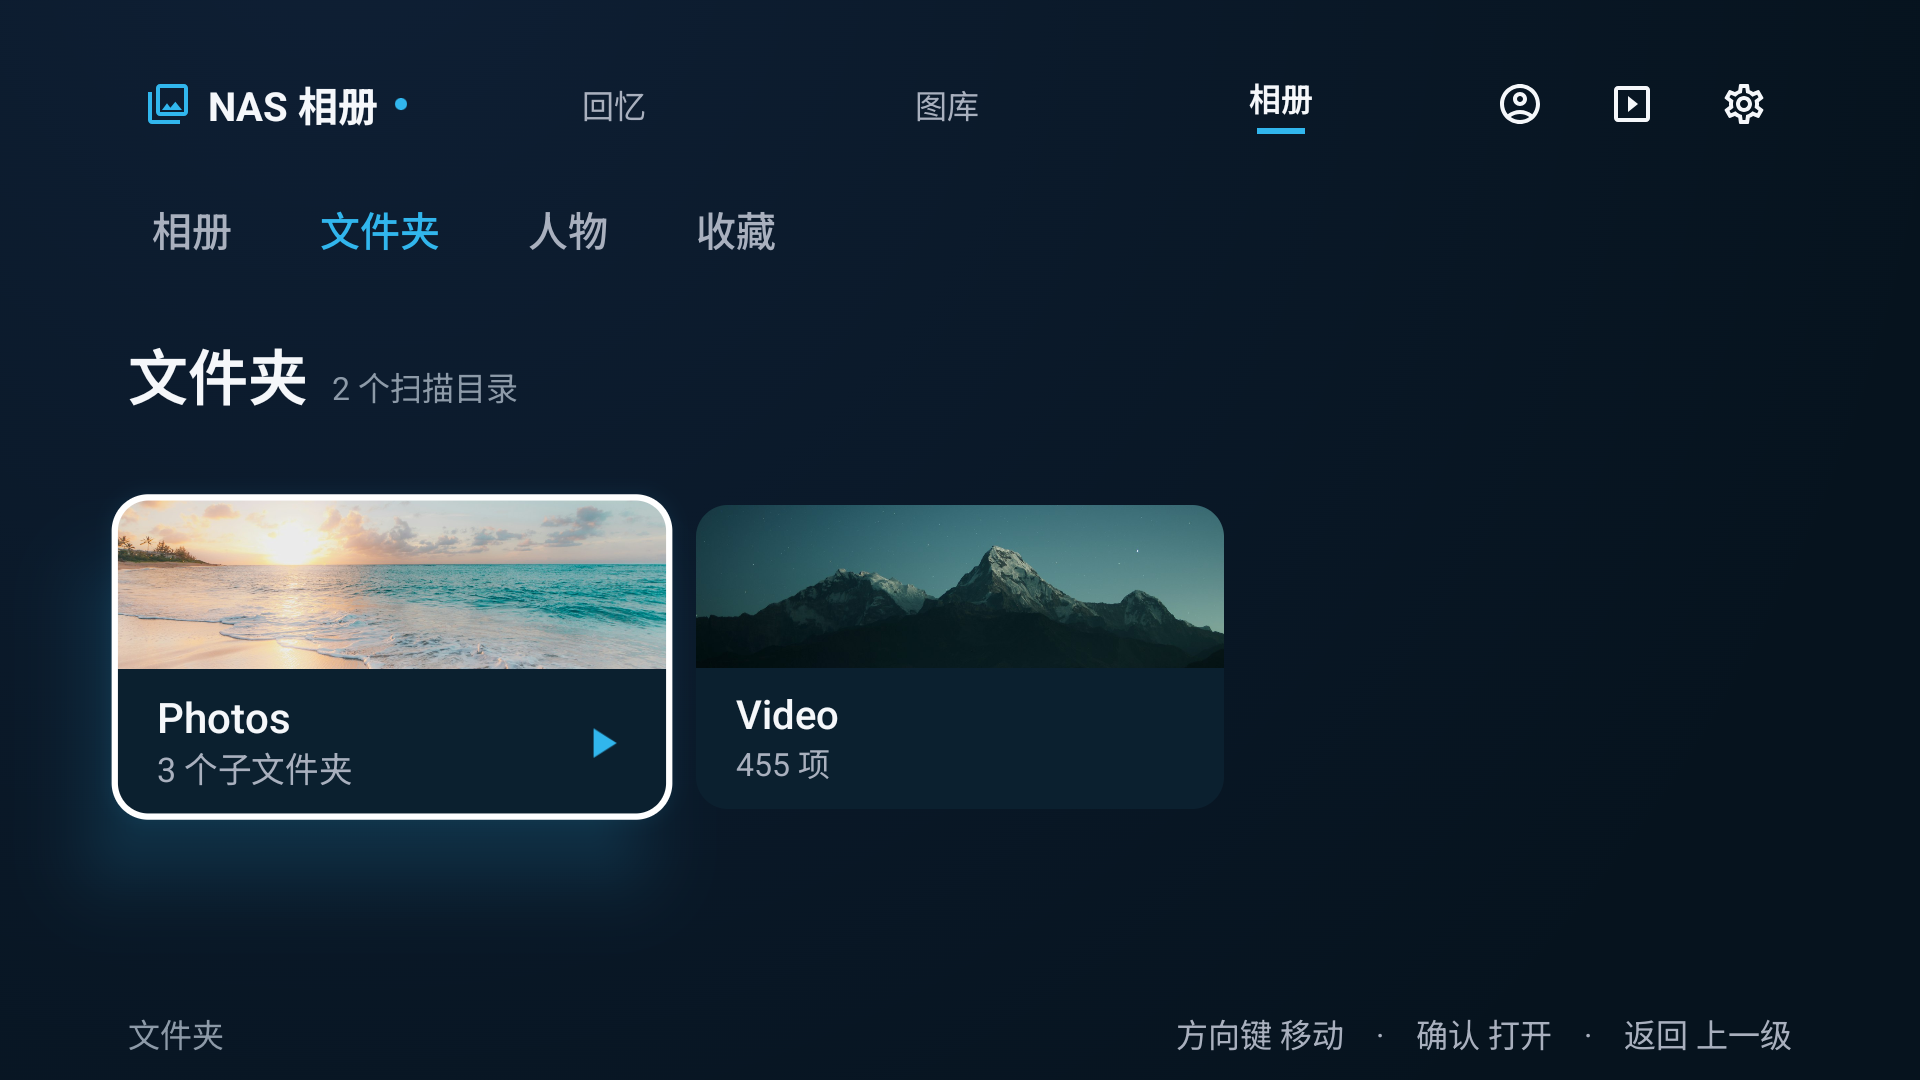 NAS 相册
回忆
图库
相册
相册
文件夹
人物
收藏
文件夹
2 个扫描目录
Photos
3 个子文件夹
Video
455 项
文件夹
方向键 移动 · 确认 打开 · 返回 上一级